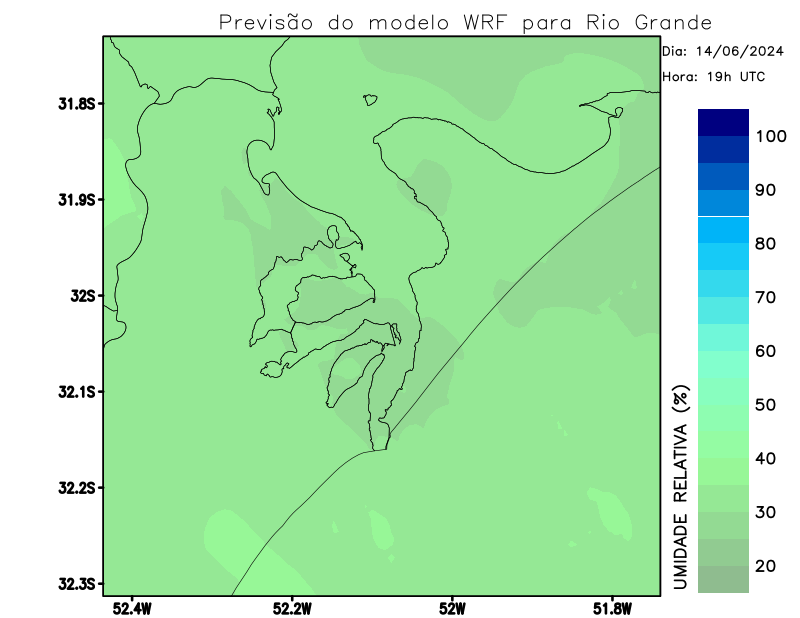 Previsão do modelo WRF para Rio Grande
Dia: 14/06/2024
Hora: 19h UTC
31.8S
31.9S
32S
32.1S
32.2S
32.3S
52.4W
52.2W
52W
51.8W
UMIDADE RELATIVA (%)
100
90
80
70
60
50
40
30
20